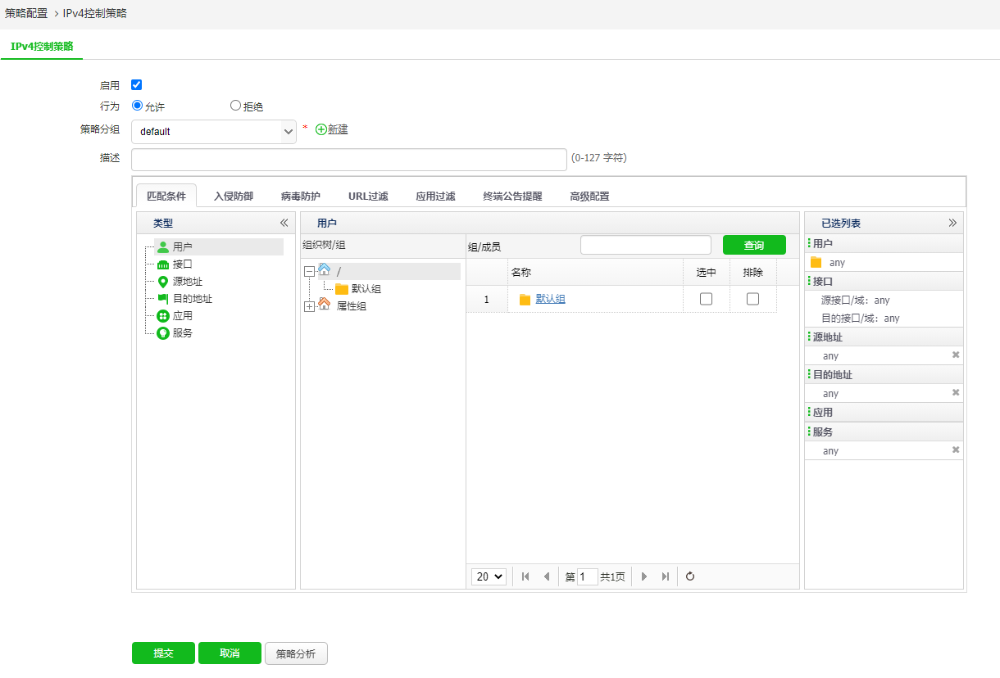 策略配置 > IPv4控制策略
IPv4控制策略
启用
行为 允许 拒绝
策略分组 default * 新建
描述 (0-127 字符)
匹配条件 入侵防御 病毒防护 URL过滤 应用过滤 终端公告提醒 高级配置
类型
用户
接口
源地址
目的地址
应用
服务
用户
组织树/组
/
默认组
属性组
组/成员 查询
名称 选中 排除
1 默认组
20 第 1 共1页
已选列表
用户
any
接口
源接口/域：any
目的接口/域：any
源地址
any
目的地址
any
应用
服务
any
提交 取消 策略分析